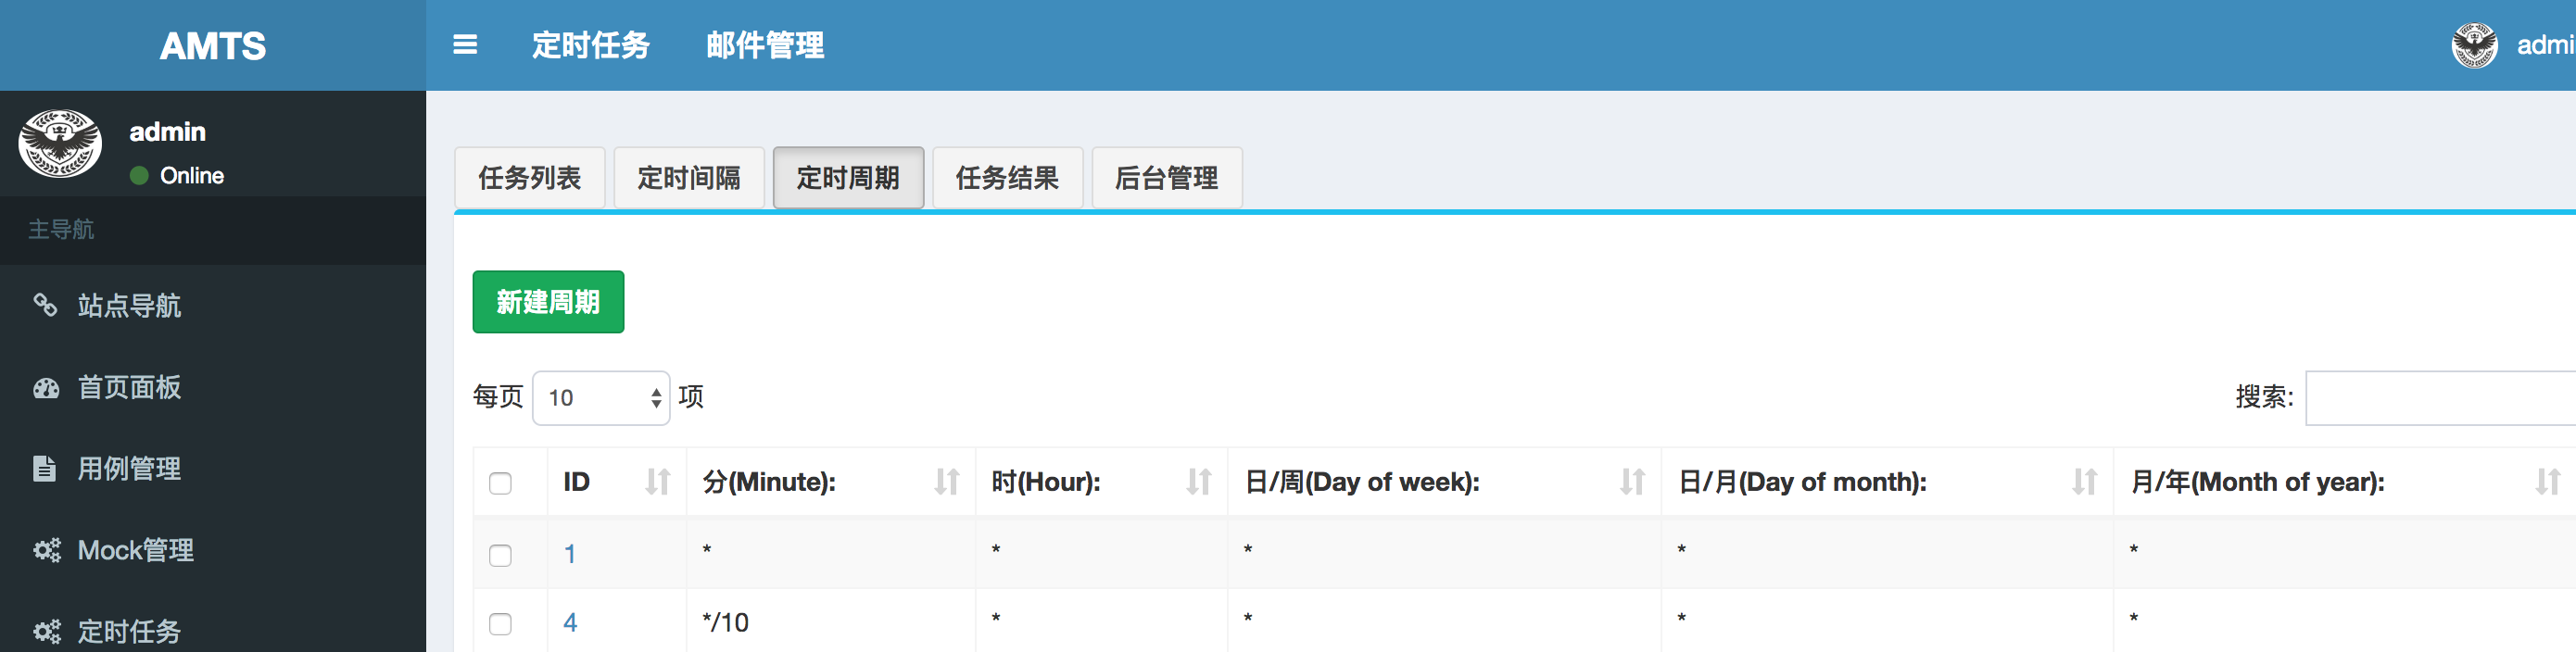 AMTS
定时任务 邮件管理
admi
admin
Online
主导航
站点导航
首页面板
用例管理
Mock管理
定时任务
任务列表 定时间隔 定时周期 任务结果 后台管理
新建周期
每页 10 项
搜索:
ID 分(Minute): 时(Hour): 日/周(Day of week): 日/月(Day of month): 月/年(Month of year):
1 * * * * *
4 */10 * * * *